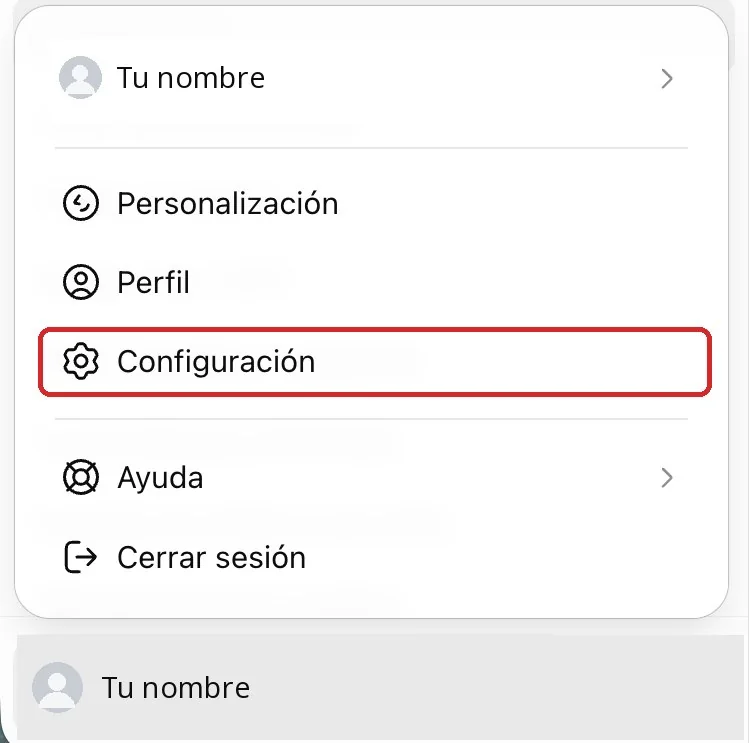 Tu nombre
Personalización
Perfil
Configuración
Ayuda
Cerrar sesión
Tu nombre